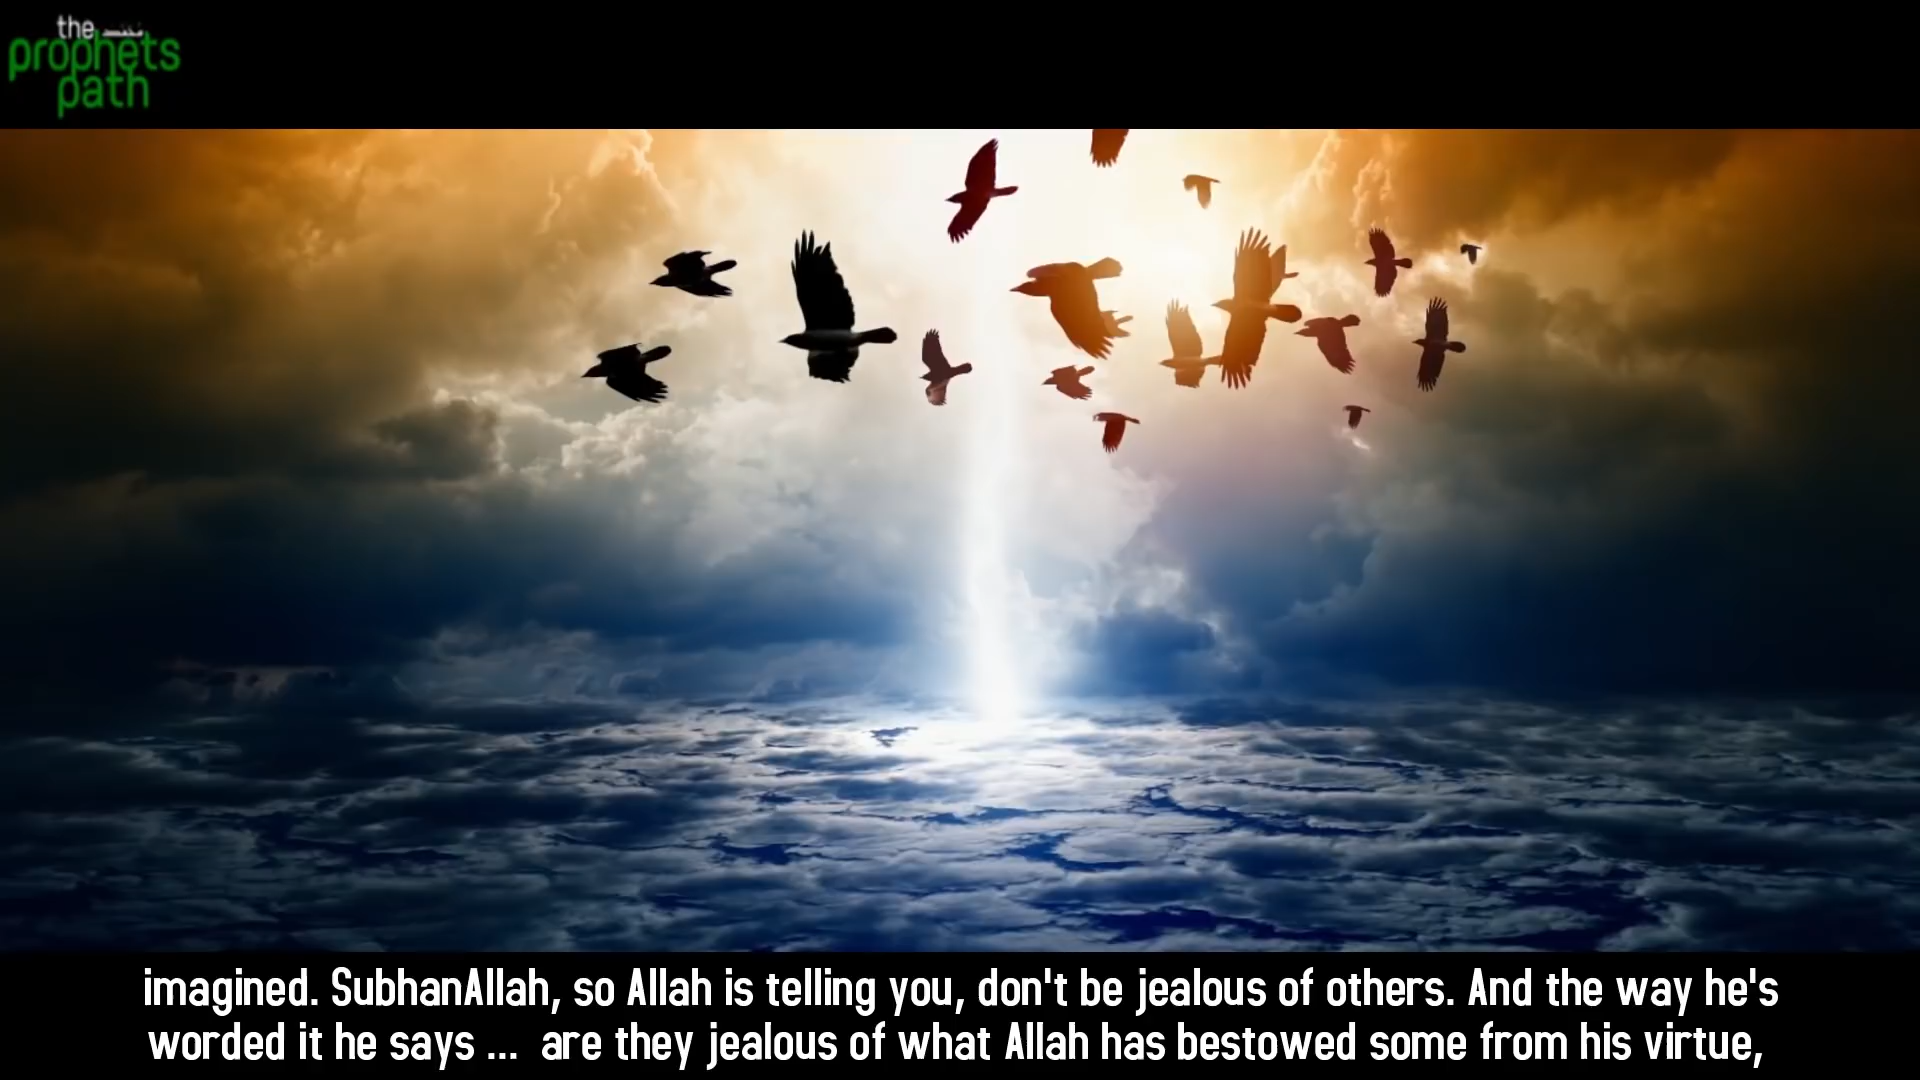 the
prophets
path
imagined. SubhanAllah, so Allah is telling you, don't be jealous of others. And the way he's
worded it he says ... are they jealous of what Allah has bestowed some from his virtue,